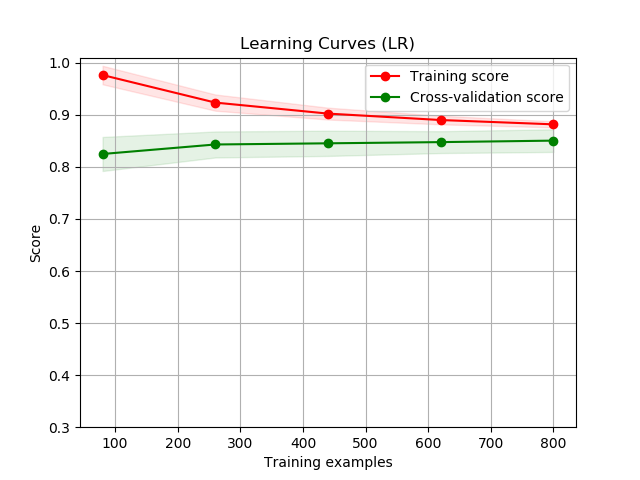 Learning Curves (LR)
1.0
0.9
0.8
0.7
0.6
0.5
0.4
0.3
Score
Training score
Cross-validation score
100 200 300 400 500 600 700 800
Training examples